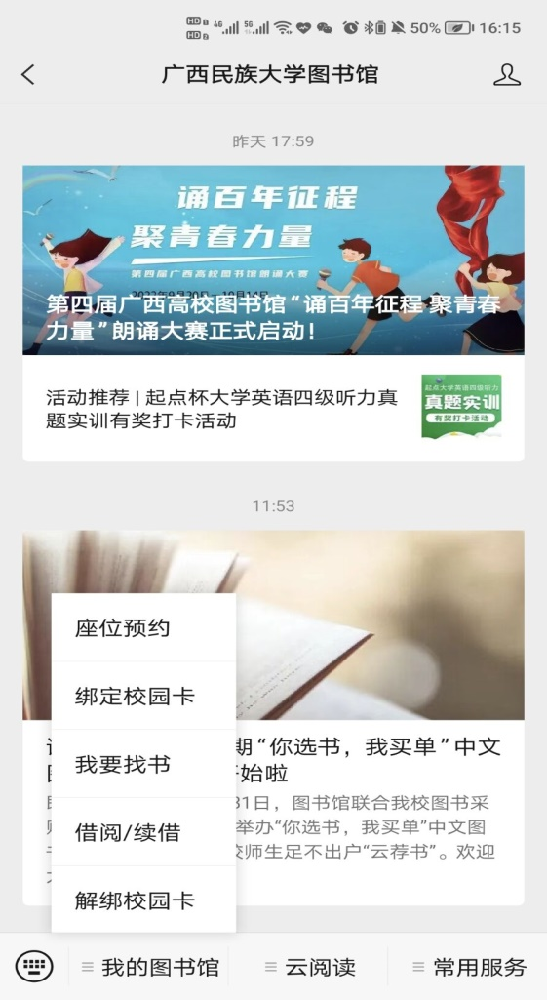 HD 1 4G 5G 50% 16:15
HD 2
广西民族大学图书馆
昨天 17:59
诵百年征程
聚青春力量
第四届广西高校图书馆朗诵大赛
第四届广西高校图书馆“诵百年征程 聚青春
力量”朗诵大赛正式启动！
活动推荐 | 起点杯大学英语四级听力真
题实训有奖打卡活动
起点大学英语四级听力
真题实训
有奖打卡活动
11:53
座位预约
绑定校园卡
我要找书
借阅/续借
解绑校园卡
期“你选书，我买单”中文
开始啦
31日，图书馆联合我校图书采
举办“你选书，我买单”中文图
校师生足不出户“云荐书”。欢迎
我的图书馆
云阅读
常用服务